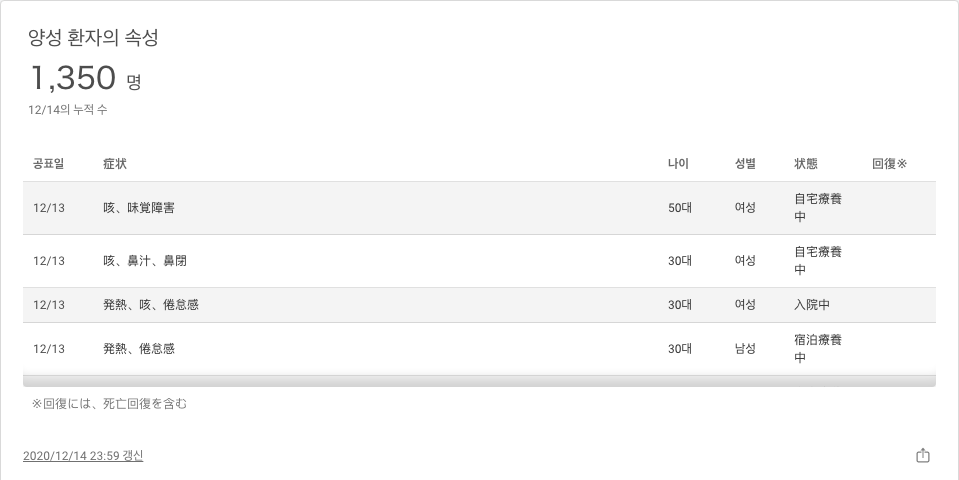 양성 환자의 속성
1,350 명
12/14의 누적 수
공표일 症状 나이 성별 状態 回復※
12/13 咳、味覚障害 50대 여성 自宅療養中
12/13 咳、鼻汁、鼻閉 30대 여성 自宅療養中
12/13 発熱、咳、倦怠感 30대 여성 入院中
12/13 発熱、倦怠感 30대 남성 宿泊療養中
※回復には、死亡回復を含む
2020/12/14 23:59 갱신